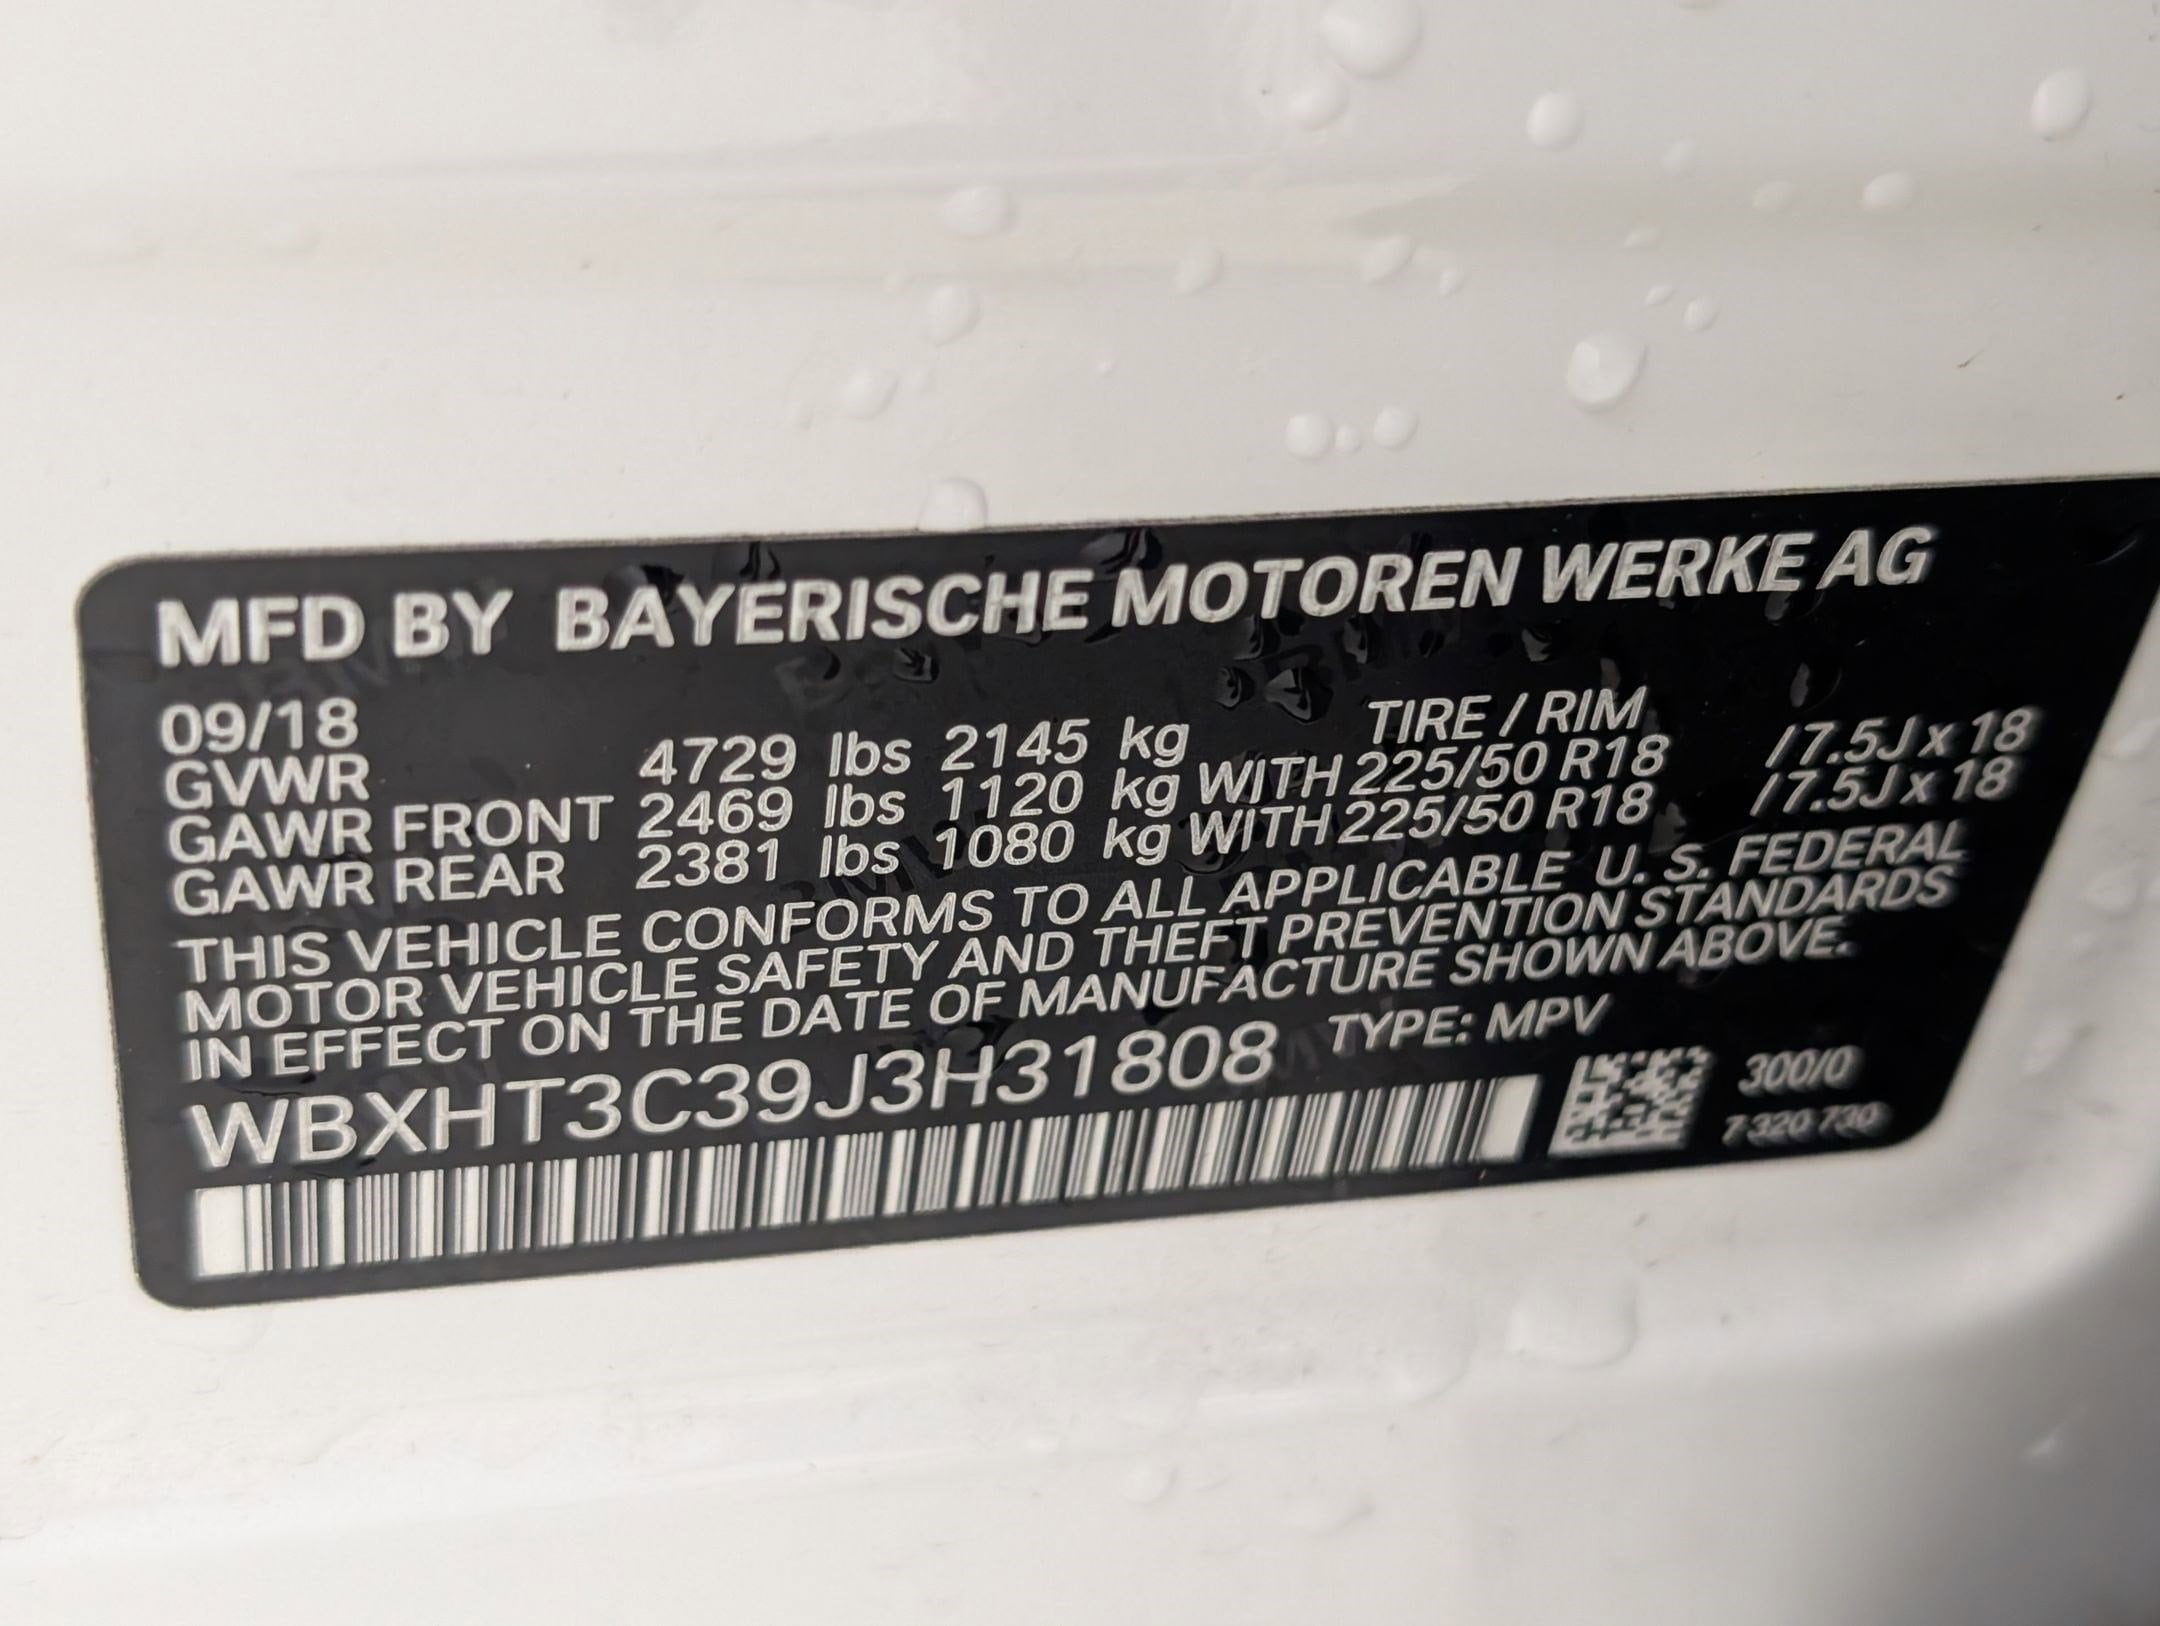 MFD BY BAYERISCHE MOTOREN WERKE AG
09/18 TIRE / RIM
GVWR 4729 lbs 2145 kg
GAWR FRONT 2469 lbs 1120 kg WITH 225/50 R18 /7.5J x 18
GAWR REAR 2381 lbs 1080 kg WITH 225/50 R18 /7.5J x 18
THIS VEHICLE CONFORMS TO ALL APPLICABLE U. S. FEDERAL
MOTOR VEHICLE SAFETY AND THEFT PREVENTION STANDARDS
IN EFFECT ON THE DATE OF MANUFACTURE SHOWN ABOVE.
WBXHT3C39J3H31808 TYPE: MPV
300/0
7 320 730